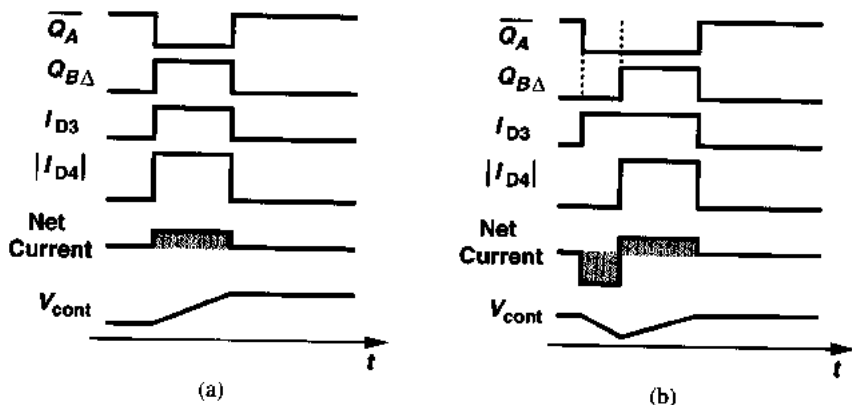 Q_A
Q_BΔ
I_D3
|I_D4|
Net
Current
V_cont
t
(a)
Q_A
Q_BΔ
I_D3
|I_D4|
Net
Current
V_cont
t
(b)